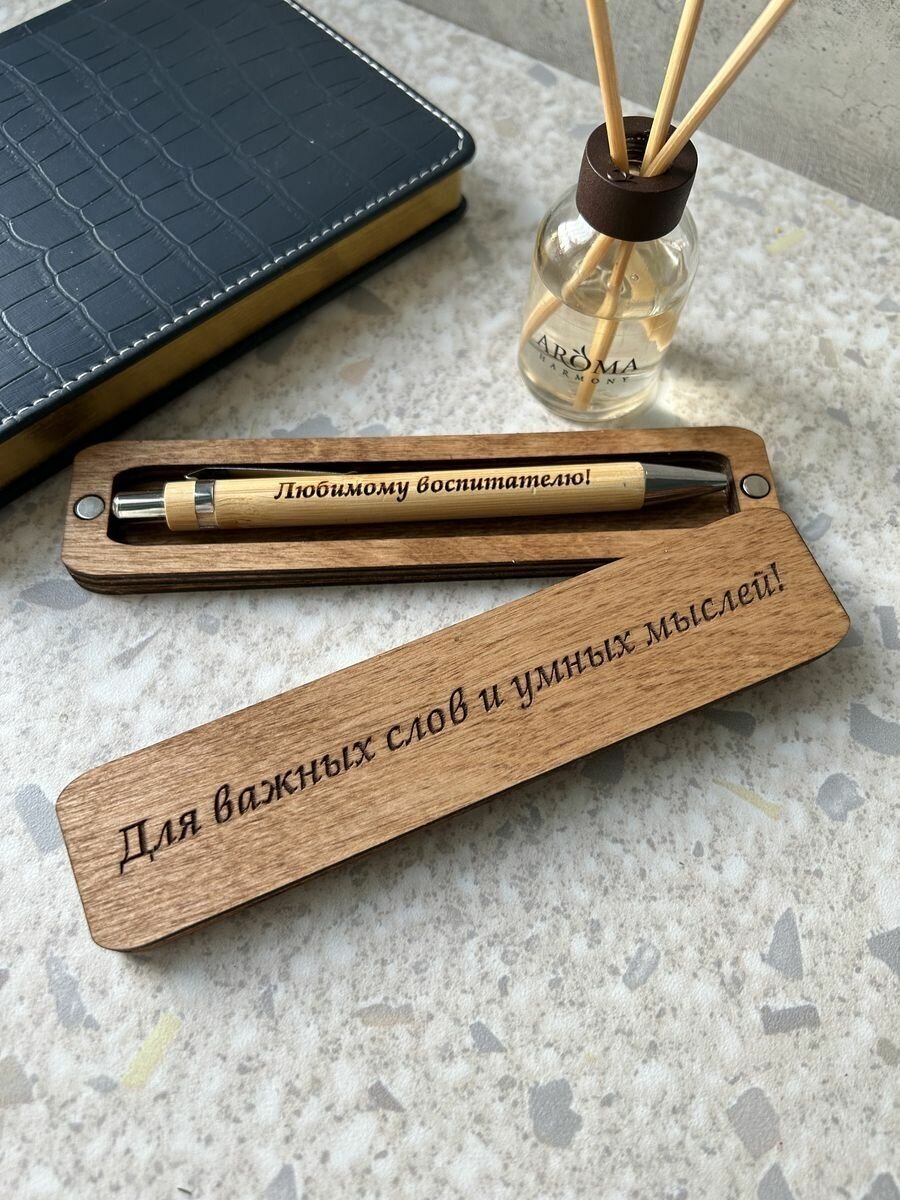 AROMA
HARMONY
Любимому воспитателю!
Для важных слов и умных мыслей!